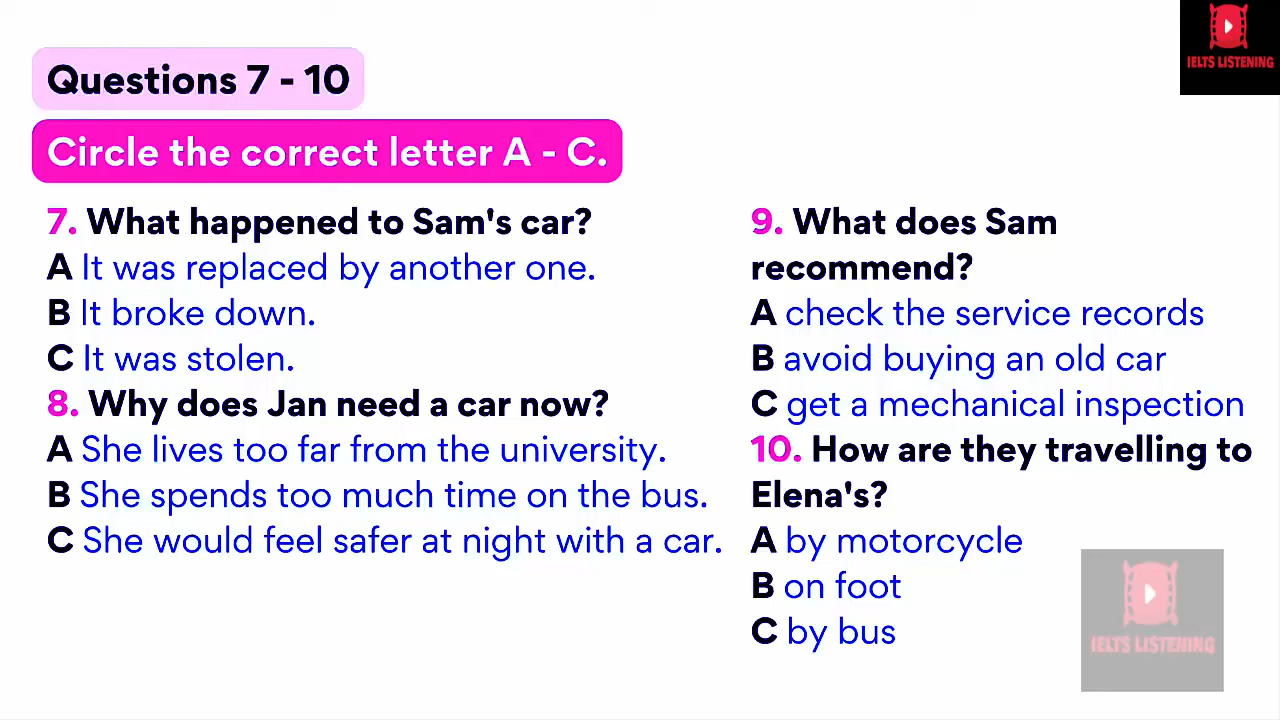 IELTS LISTENING
Questions 7 - 10
Circle the correct letter A - C.
7. What happened to Sam's car?
A It was replaced by another one.
B It broke down.
C It was stolen.
8. Why does Jan need a car now?
A She lives too far from the university.
B She spends too much time on the bus.
C She would feel safer at night with a car.
9. What does Sam
recommend?
A check the service records
B avoid buying an old car
C get a mechanical inspection
10. How are they travelling to
Elena's?
A by motorcycle
B on foot
C by bus
IELTS LISTENING